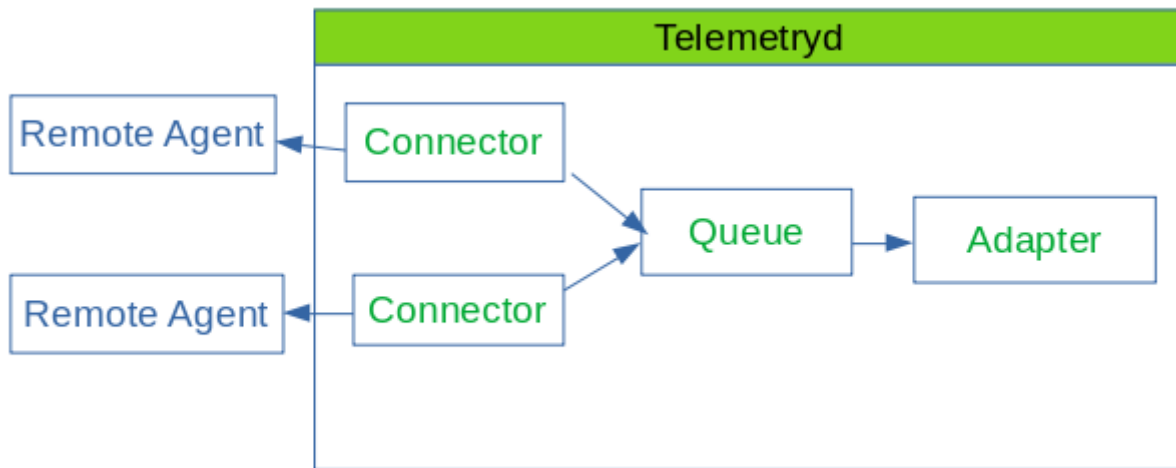 Telemetryd
Remote Agent
Connector
Queue
Adapter
Remote Agent
Connector